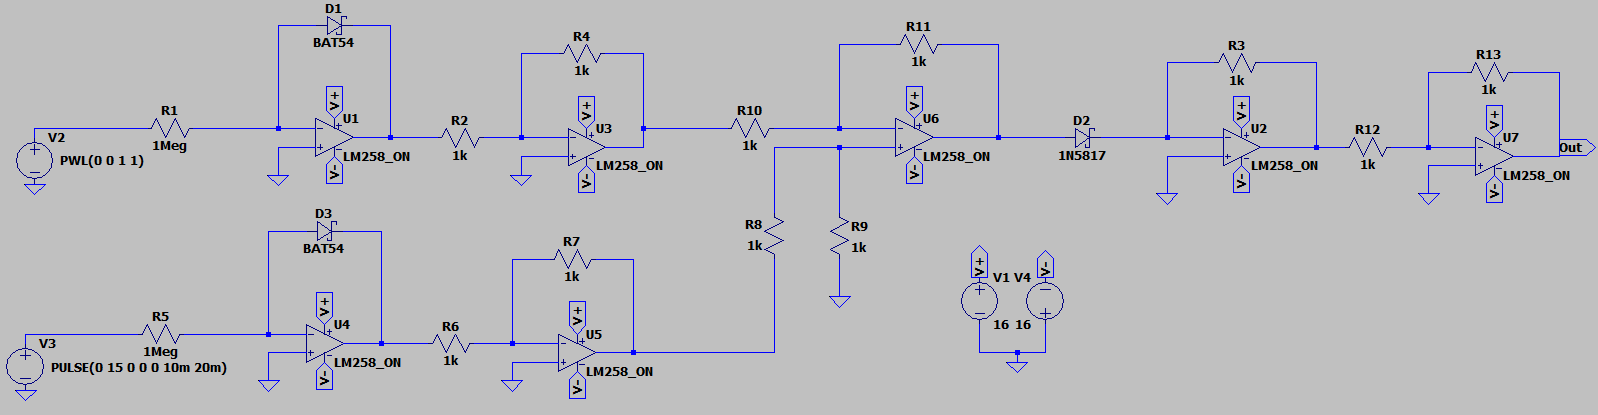 D1
BAT54
R4
1k
R11
1k
R3
1k
R13
1k
V2
PWL(0 0 1 1)
R1
1Meg
V+
U1
V-
LM258_ON
R2
1k
V+
U3
V-
LM258_ON
R10
1k
V+
U6
V-
LM258_ON
D2
1N5817
V+
U2
V-
LM258_ON
R12
1k
V+
U7
V-
LM258_ON
Out
D3
BAT54
R7
1k
R8
1k
R9
1k
V3
PULSE(0 15 0 0 0 10m 20m)
R5
1Meg
V+
U4
V-
LM258_ON
R6
1k
V+
U5
V-
LM258_ON
V+
V1
16
V-
V4
16